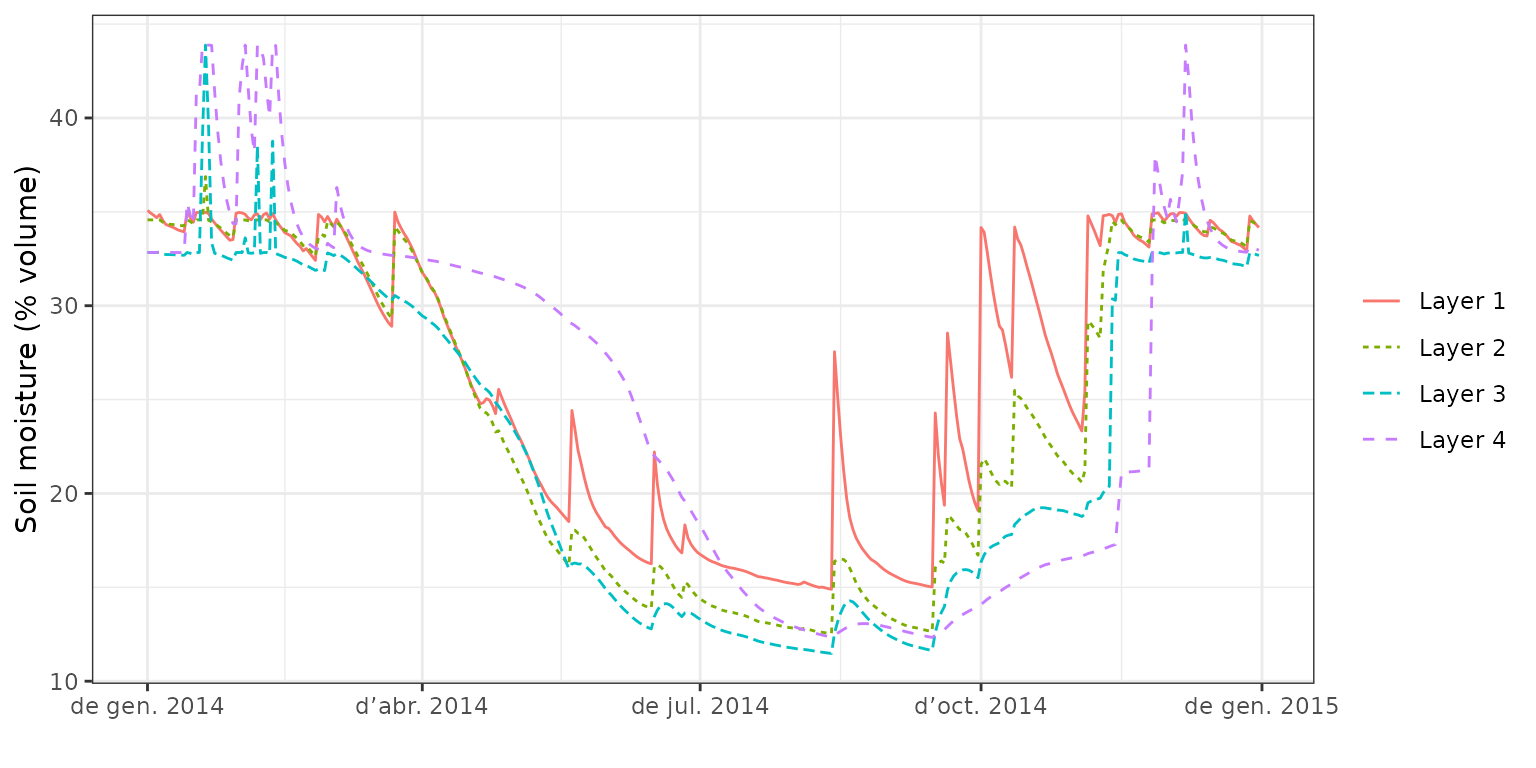 Soil moisture (% volume)
40
30
20
10
de gen. 2014
d’abr. 2014
de jul. 2014
d’oct. 2014
de gen. 2015
Layer 1
Layer 2
Layer 3
Layer 4